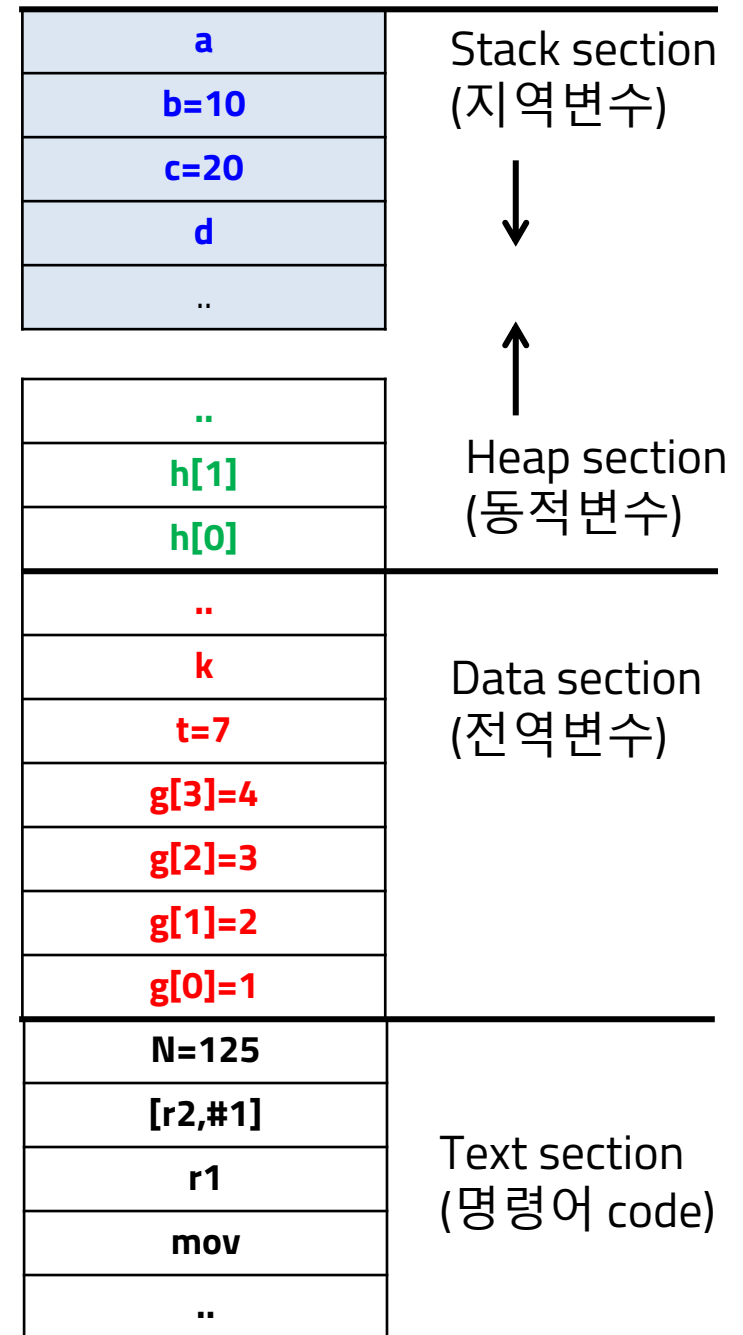 a
b=10
c=20
d
..
Stack section
(지역변수)
..
h[1]
h[0]
Heap section
(동적변수)
..
k
t=7
g[3]=4
g[2]=3
g[1]=2
g[0]=1
Data section
(전역변수)
N=125
[r2,#1]
r1
mov
..
Text section
(명령어 code)